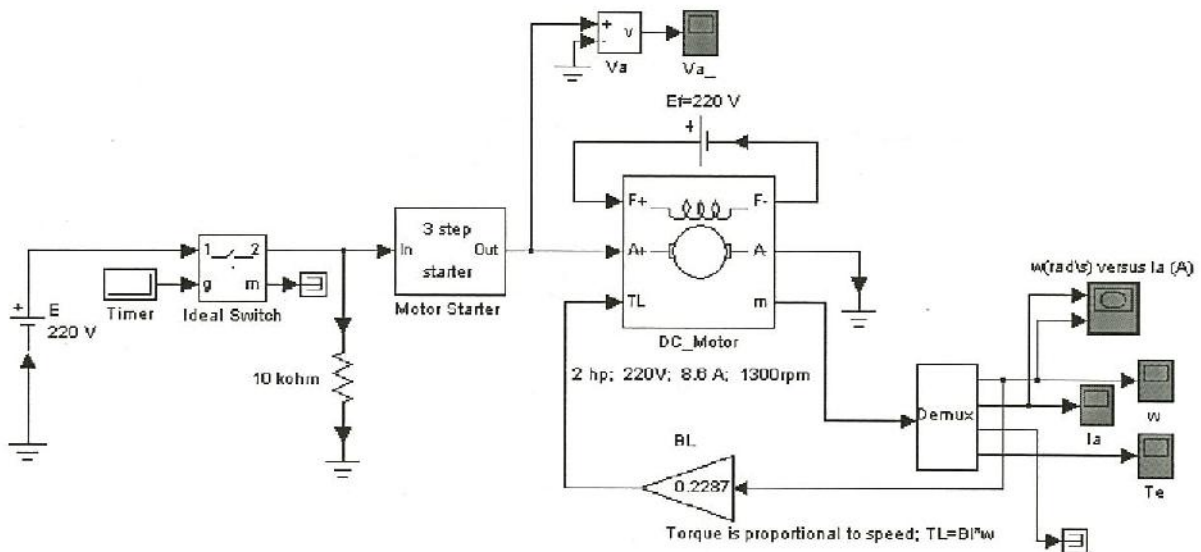 +
-
v
Va
Va_
Ef=220 V
+
F+
F-
3 step
starter
In
Out
Motor Starter
A+
A-
TL
m
DC_Motor
2 hp; 220V; 8.6 A; 1300rpm
1
2
g
m
Timer
Ideal Switch
+
E
220 V
10 kohm
w(rad\s) versus Ia (A)
Demux
w
Ia
Te
BL
0.2287
Torque is proportional to speed; TL=Bl*w